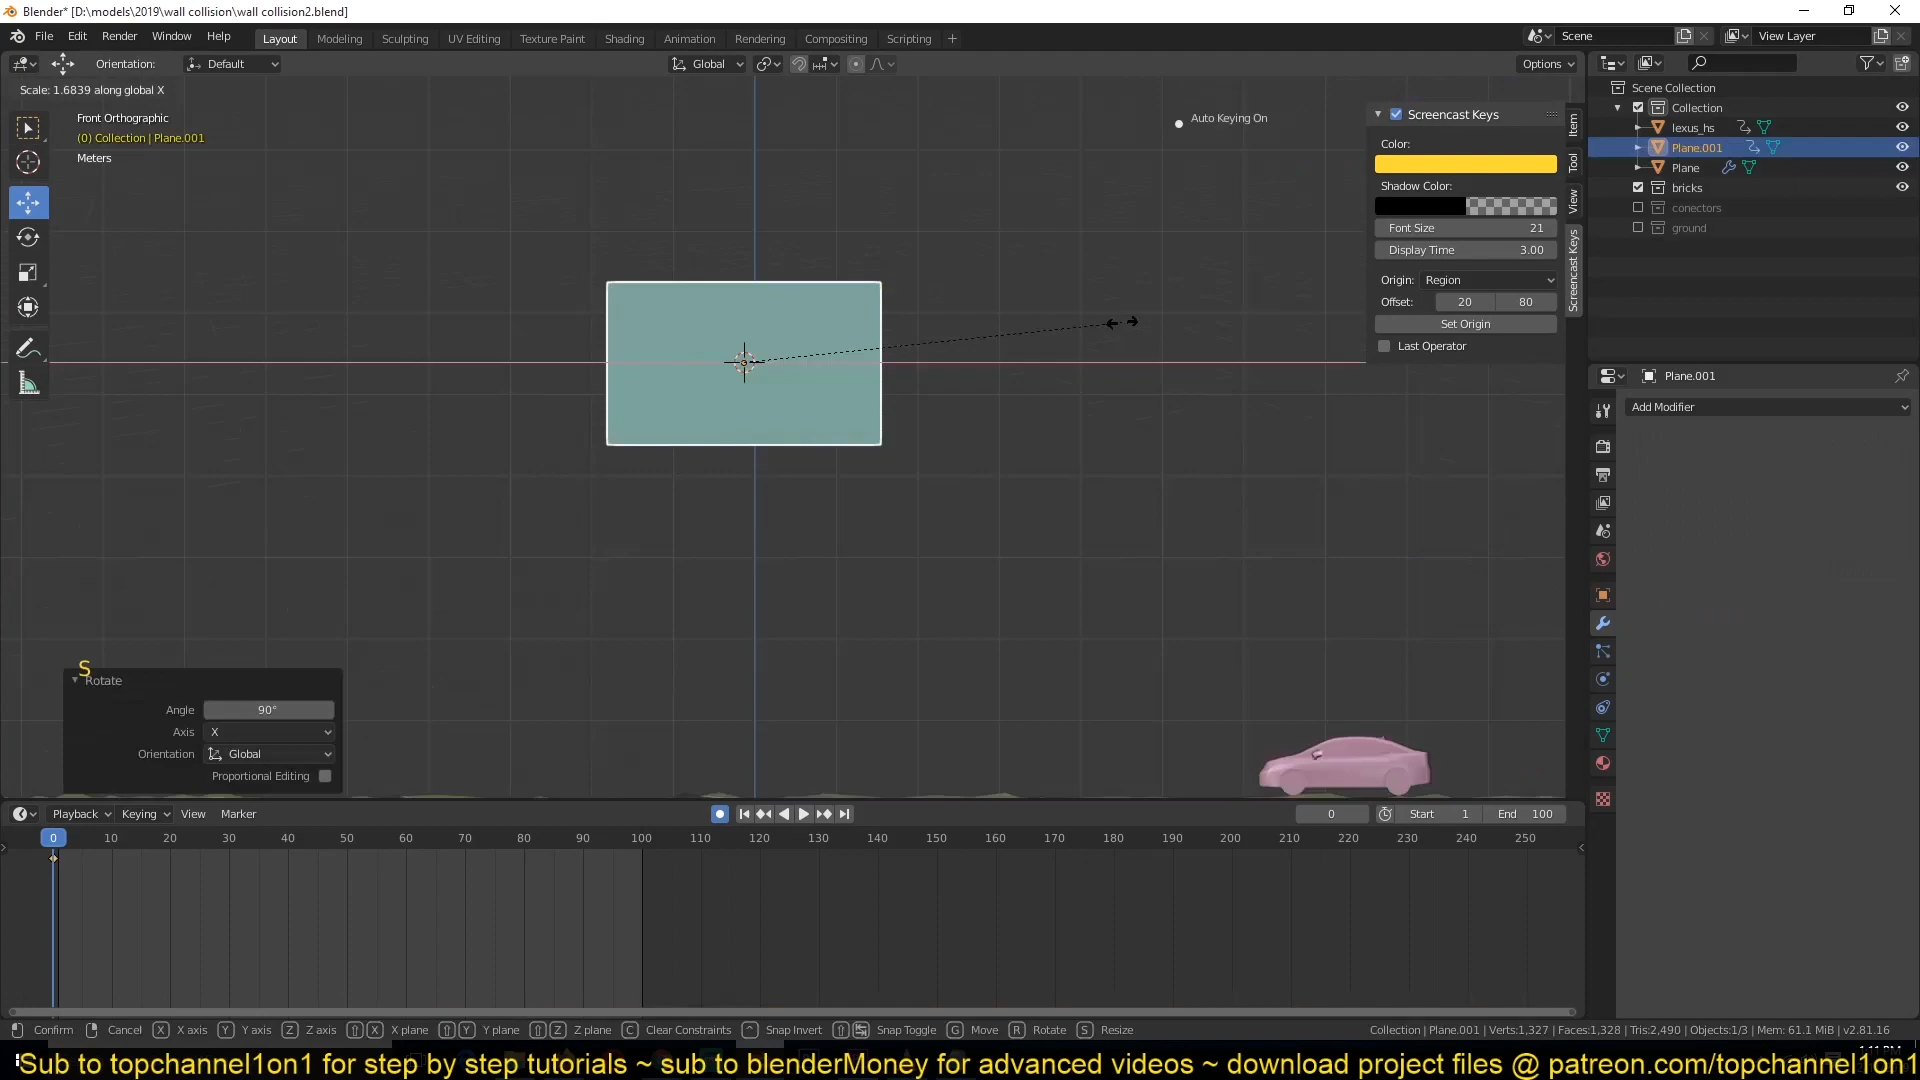 Blender* [D:\models\2019\wall collision\wall collision2.blend]
File Edit Render Window Help Layout Modeling Sculpting UV Editing Texture Paint Shading Animation Rendering Compositing Scripting + Scene View Layer
Orientation: Default Global Options
Scale: 1.6839 along global X
Front Orthographic
(0) Collection | Plane.001
Meters
Auto Keying On
Screencast Keys
Color:
Shadow Color:
Font Size 21
Display Time 3.00
Origin: Region
Offset: 20 80
Set Origin
Last Operator
Item
Tool
View
Screencast Keys
Scene Collection
Collection
lexus_hs
Plane.001
Plane
bricks
conectors
ground
Plane.001
Add Modifier
S
Rotate
Angle 90°
Axis X
Orientation Global
Proportional Editing
Playback Keying View Marker 0 Start 1 End 100
0 10 20 30 40 50 60 70 80 90 100 110 120 130 140 150 160 170 180 190 200 210 220 230 240 250
Confirm Cancel X X axis Y Y axis Z Z axis X X plane Y Y plane Z Z plane C Clear Constraints ^ Snap Invert Snap Toggle G Move R Rotate S Resize Collection | Plane.001 | Verts:1,327 | Faces:1,328 | Tris:2,490 | Objects:1/3 | Mem: 61.1 MiB | v2.81.16
Sub to topchannel1on1 for step by step tutorials ~ sub to blenderMoney for advanced videos ~ download project files @ patreon.com/topchannel1on1